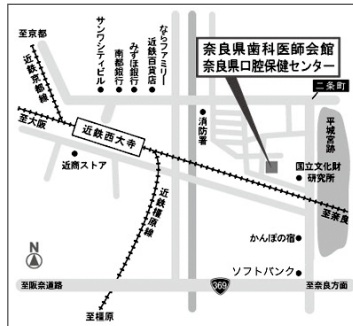 至京都
近鉄京都線
サンワシティビル
南都銀行
みずほ銀行
近鉄百貨店
ならファミリー
奈良県歯科医師会館
奈良県口腔保健センター
二条町
至大阪
近鉄西大寺
消防署
平城宮跡
近商ストア
国立文化財
研究所
至奈良
近鉄橿原線
かんぽの宿
N
ソフトバンク
至阪奈道路
369
至奈良方面
至橿原